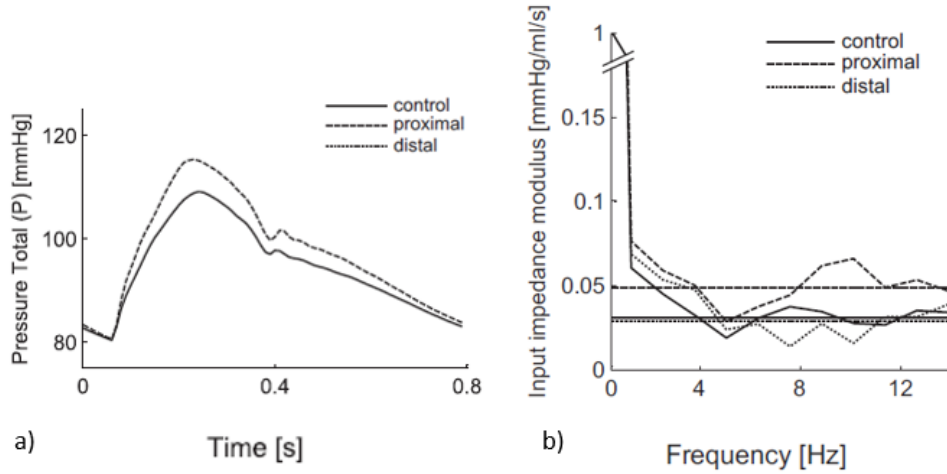 Pressure Total (P) [mmHg]
120
100
80
0
0.4
0.8
control
proximal
distal
a)
Time [s]
Input impedance modulus [mmHg/ml/s]
1
0.15
0.1
0.05
0
0
4
8
12
control
proximal
distal
b)
Frequency [Hz]